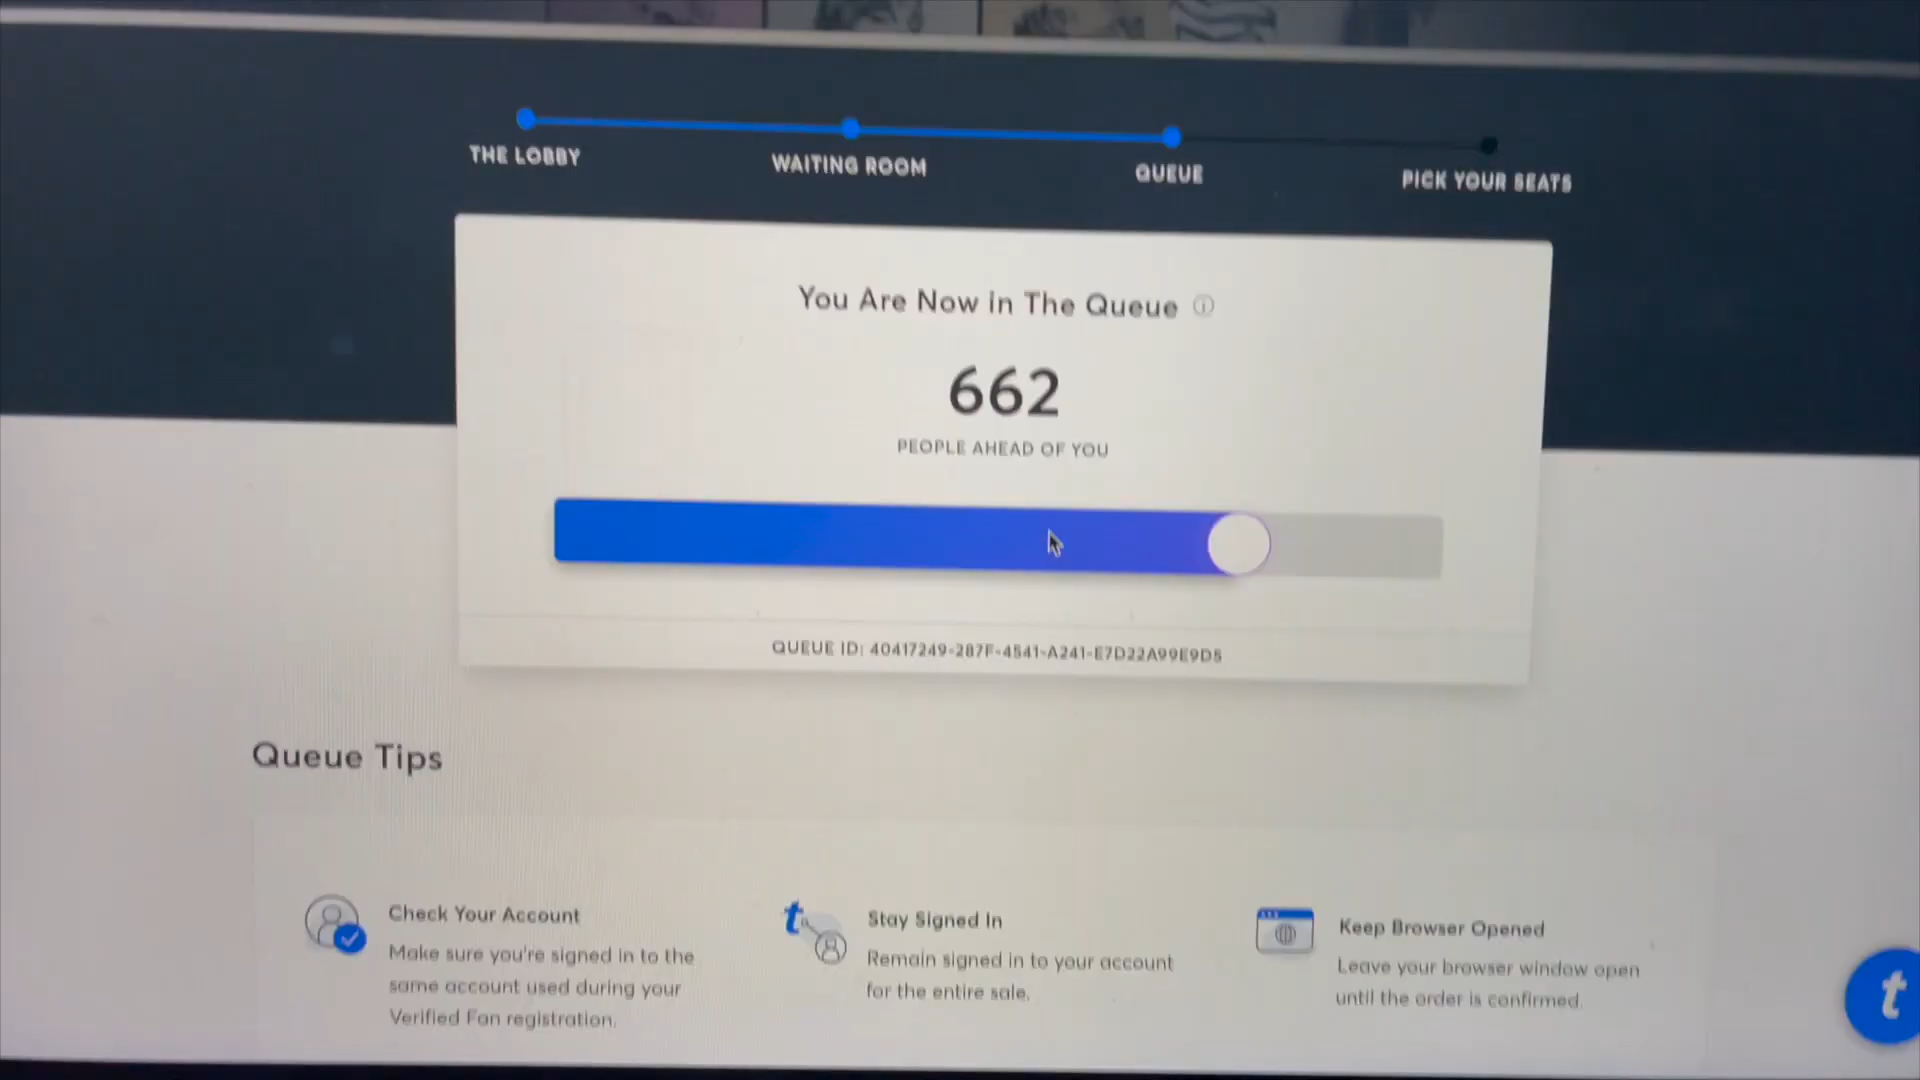 THE LOBBY
WAITING ROOM
QUEUE
PICK YOUR SEATS
You Are Now in The Queue
662
PEOPLE AHEAD OF YOU
QUEUE ID: 40417249-287F-4541-A241-E7D22A99E9D5
Queue Tips
Check Your Account
Make sure you're signed in to the
same account used during your
Verified Fan registration.
Stay Signed In
Remain signed in to your account
for the entire sale.
Keep Browser Opened
Leave your browser window open
until the order is confirmed.
t